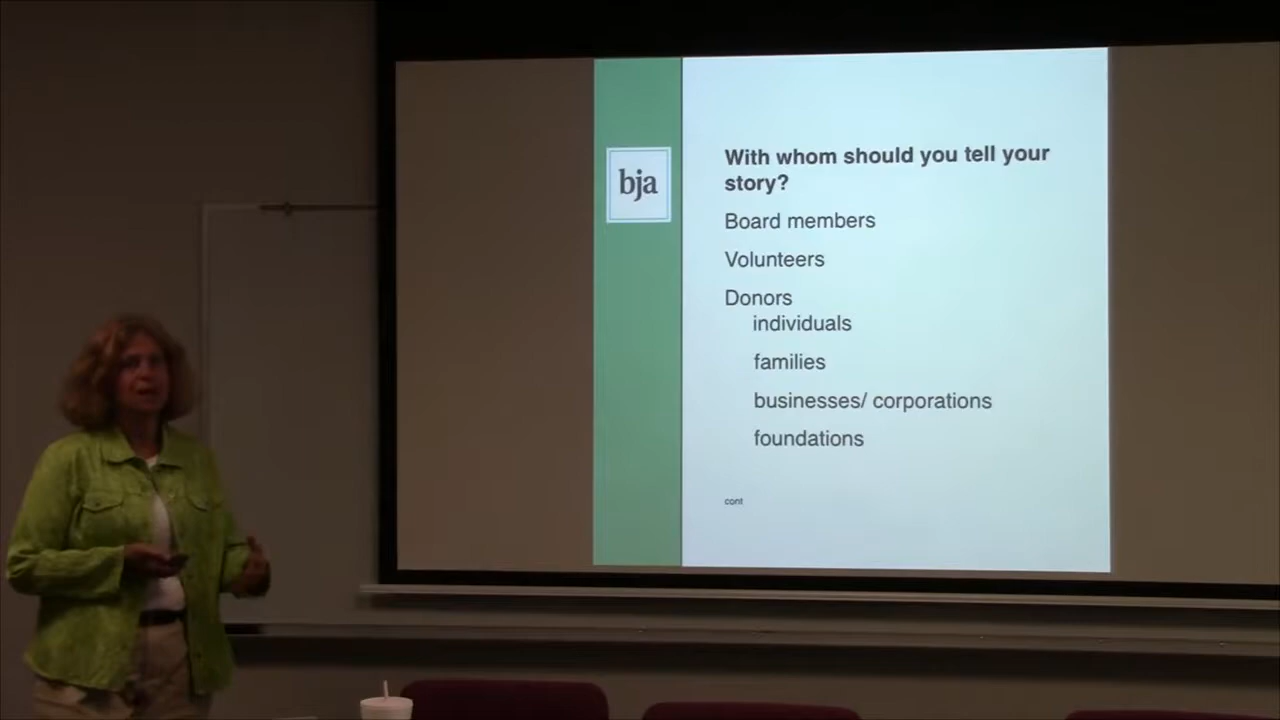 bja
With whom should you tell your
story?
Board members
Volunteers
Donors
individuals
families
businesses/ corporations
foundations
cont